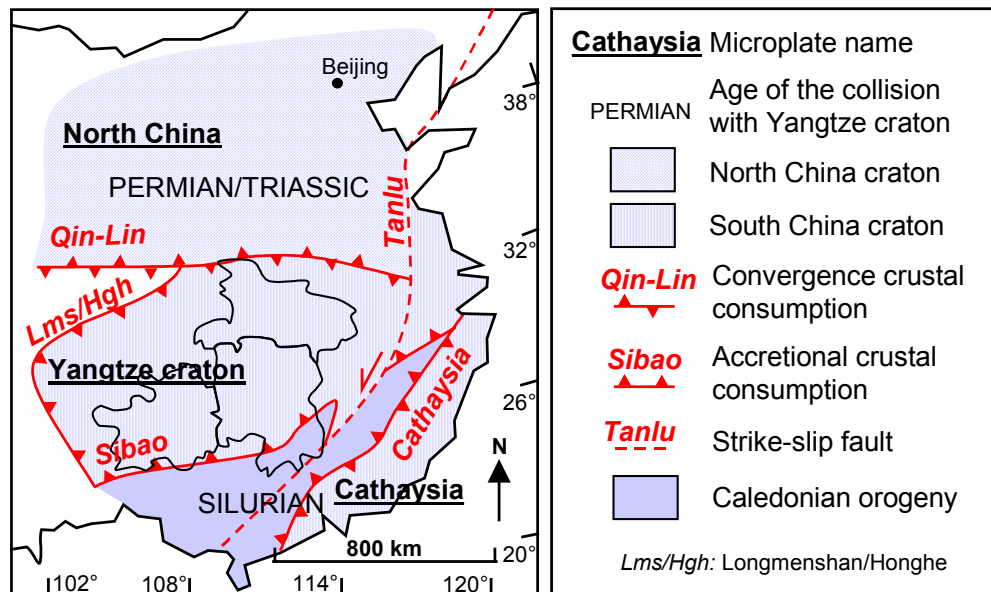 Beijing
38°
North China
PERMIAN/TRIASSIC
Tanlu
Qin-Lin
32°
Lms/Hgh
Yangtze craton
26°
Cathaysia
Sibao
N
SILURIAN
Cathaysia
800 km
20°
102°
108°
114°
120°
Cathaysia Microplate name
PERMIAN Age of the collision
with Yangtze craton
North China craton
South China craton
Qin-Lin Convergence crustal
consumption
Sibao Accretional crustal
consumption
Tanlu Strike-slip fault
Caledonian orogeny
Lms/Hgh: Longmenshan/Honghe